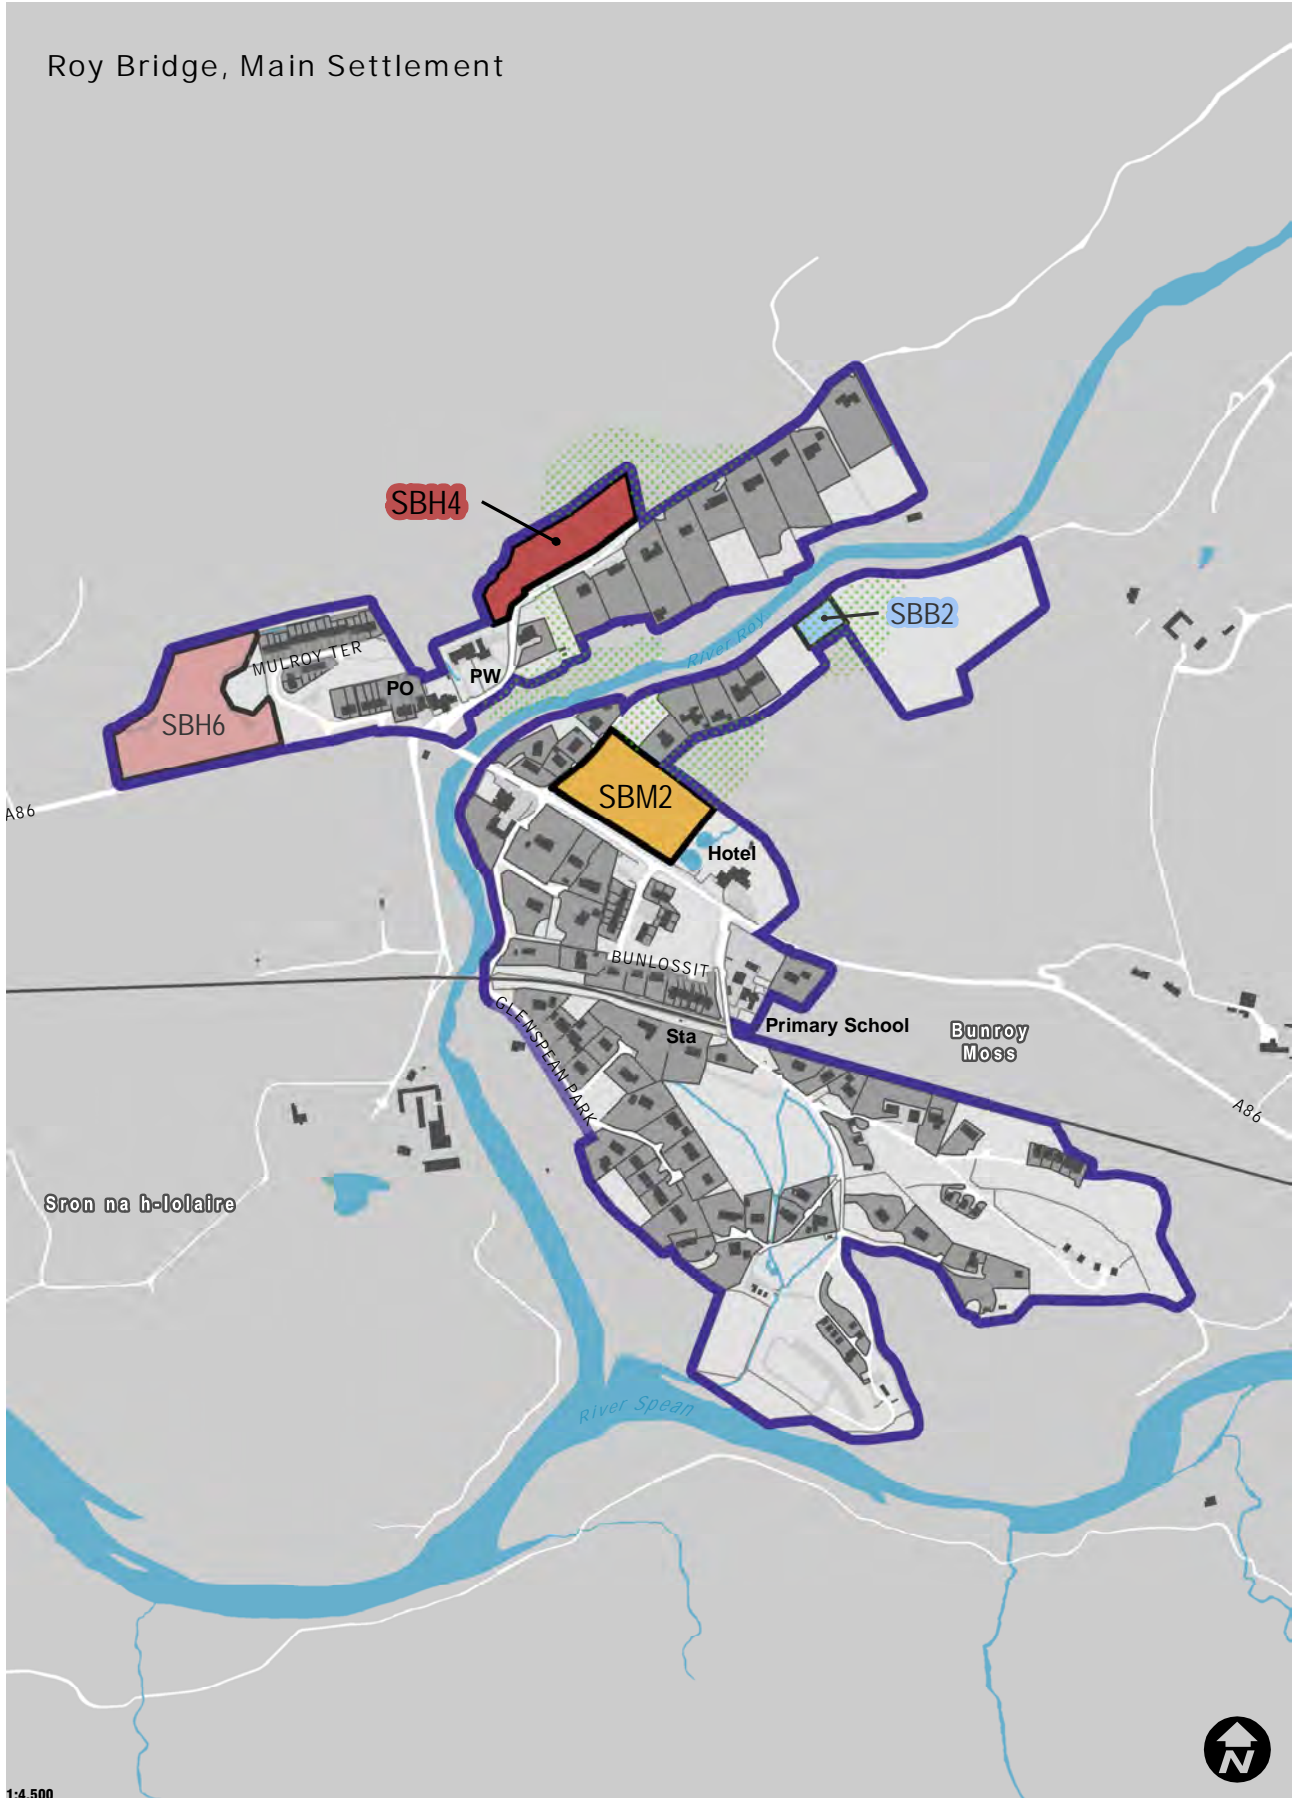 Roy Bridge, Main Settlement
SBH4
SBB2
River Roy
MULROY TER
PW
PO
SBH6
SBM2
A86
Hotel
BUNLOSSIT
GLENSPEAN PARK
Sta
Primary School
Bunroy
Moss
A86
Sron na h-Iolaire
River Spean
N
1:4,500